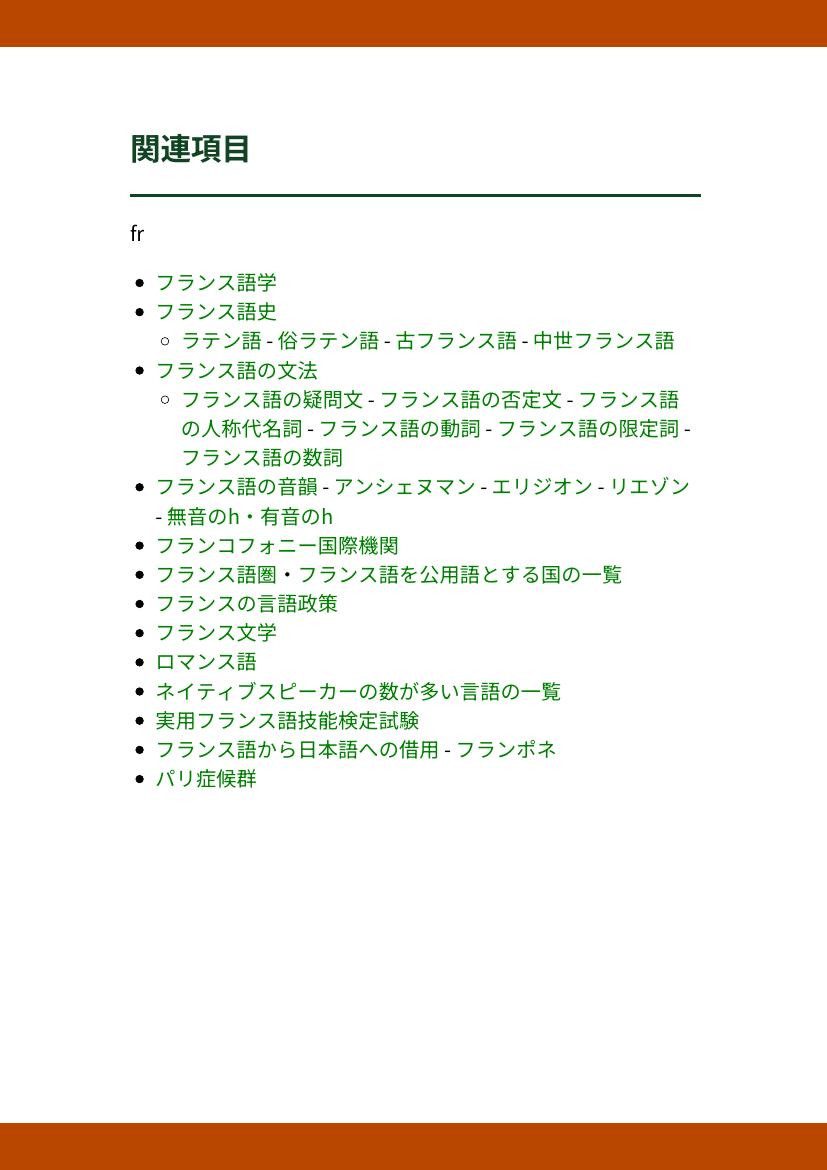 関連項目
fr
フランス語学
フランス語史
ラテン語 - 俗ラテン語 - 古フランス語 - 中世フランス語
フランス語の文法
フランス語の疑問文 - フランス語の否定文 - フランス語
の人称代名詞 - フランス語の動詞 - フランス語の限定詞 -
フランス語の数詞
フランス語の音韻 - アンシェヌマン - エリジオン - リエゾン
- 無音のh・有音のh
フランコフォニー国際機関
フランス語圏・フランス語を公用語とする国の一覧
フランスの言語政策
フランス文学
ロマンス語
ネイティブスピーカーの数が多い言語の一覧
実用フランス語技能検定試験
フランス語から日本語への借用 - フランポネ
パリ症候群